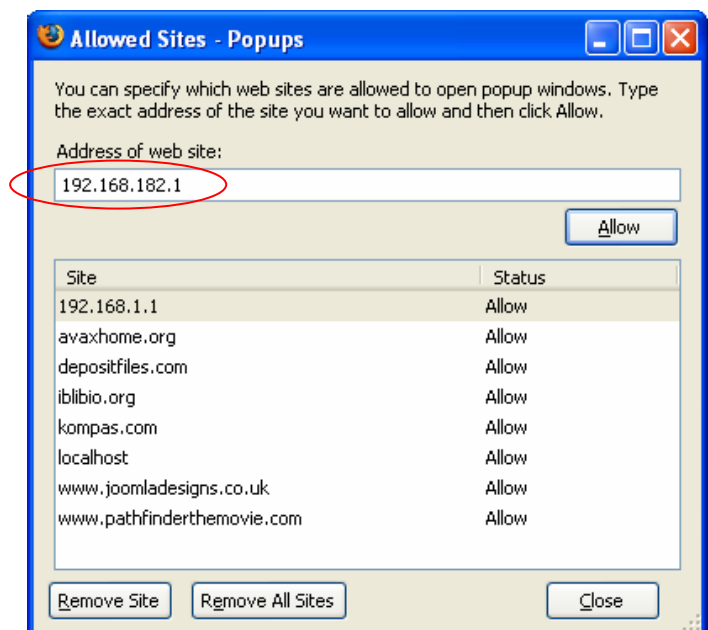 Allowed Sites - Popups
You can specify which web sites are allowed to open popup windows. Type
the exact address of the site you want to allow and then click Allow.
Address of web site:
192.168.182.1
Allow
Site Status
192.168.1.1 Allow
avaxhome.org Allow
depositfiles.com Allow
iblibio.org Allow
kompas.com Allow
localhost Allow
www.joomladesigns.co.uk Allow
www.pathfinderthemovie.com Allow
Remove Site Remove All Sites Close